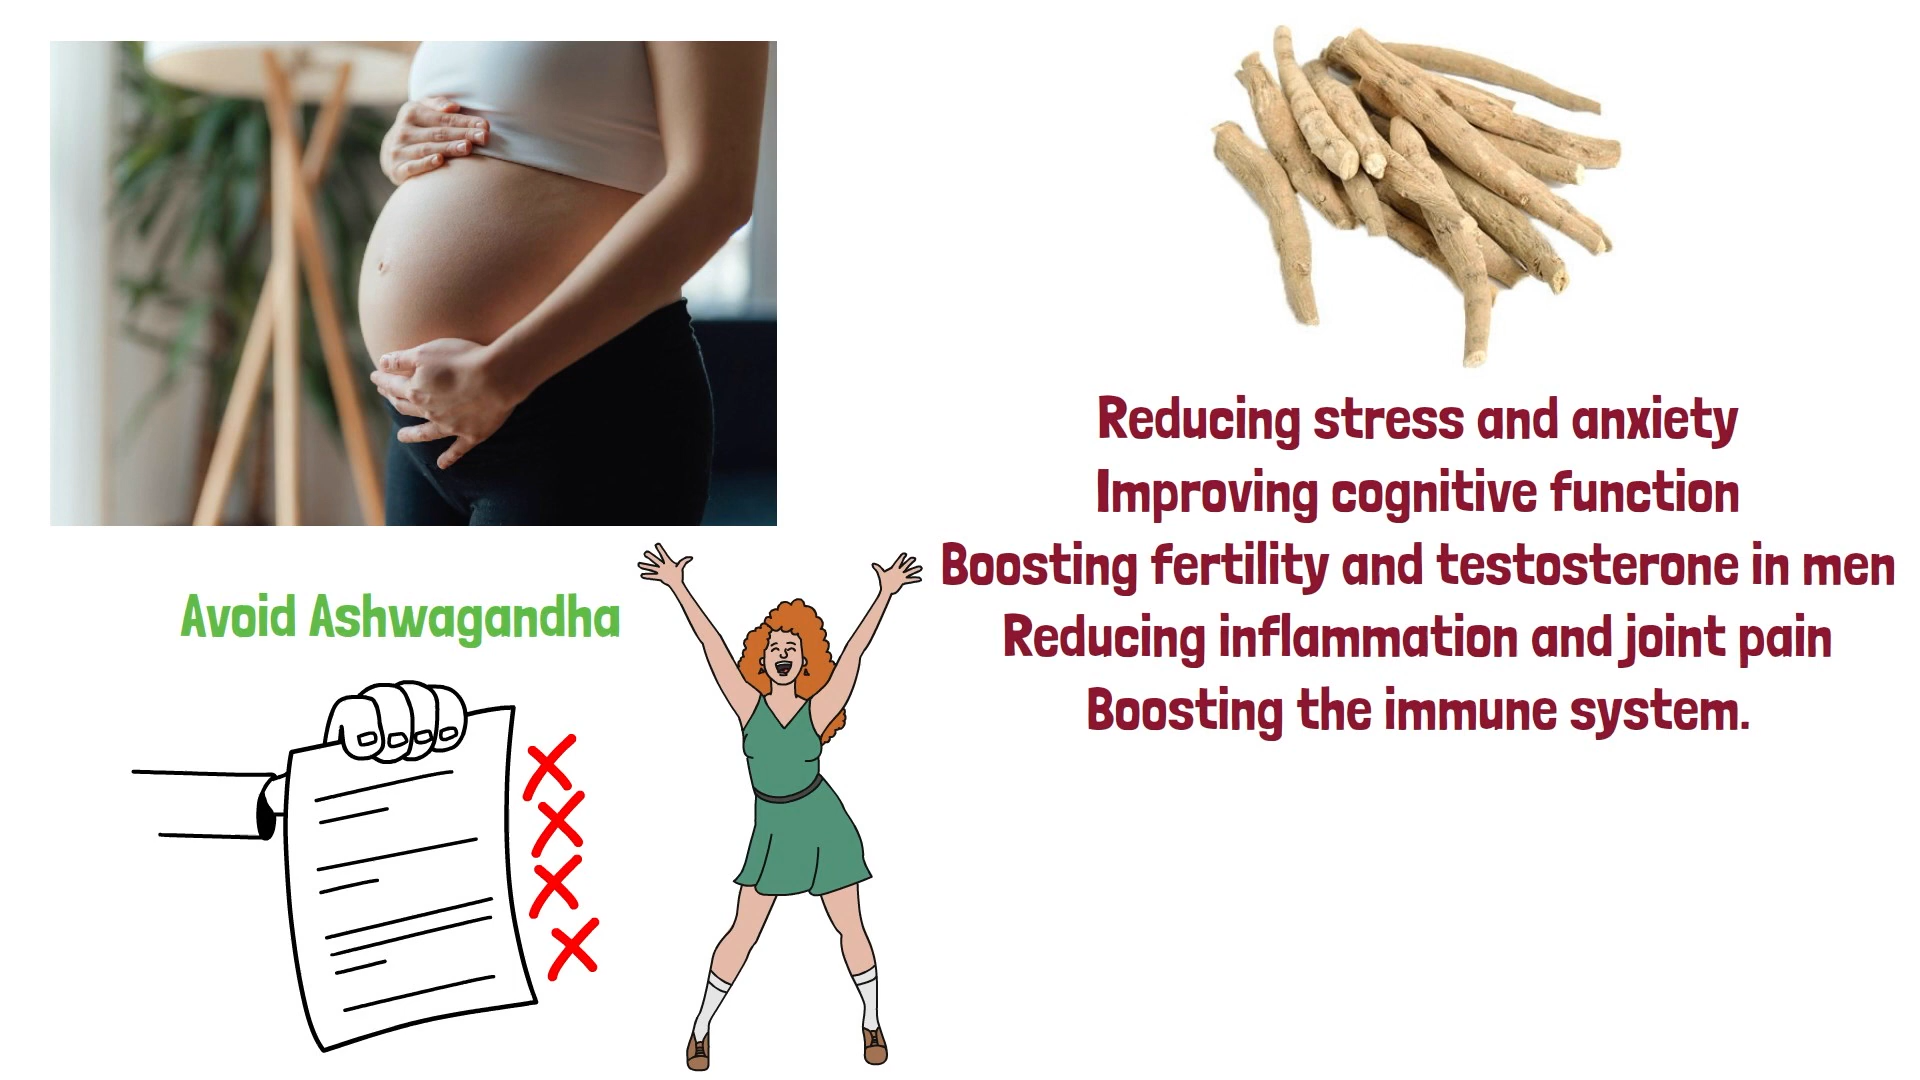 Avoid Ashwagandha
Reducing stress and anxiety
Improving cognitive function
Boosting fertility and testosterone in men
Reducing inflammation and joint pain
Boosting the immune system.